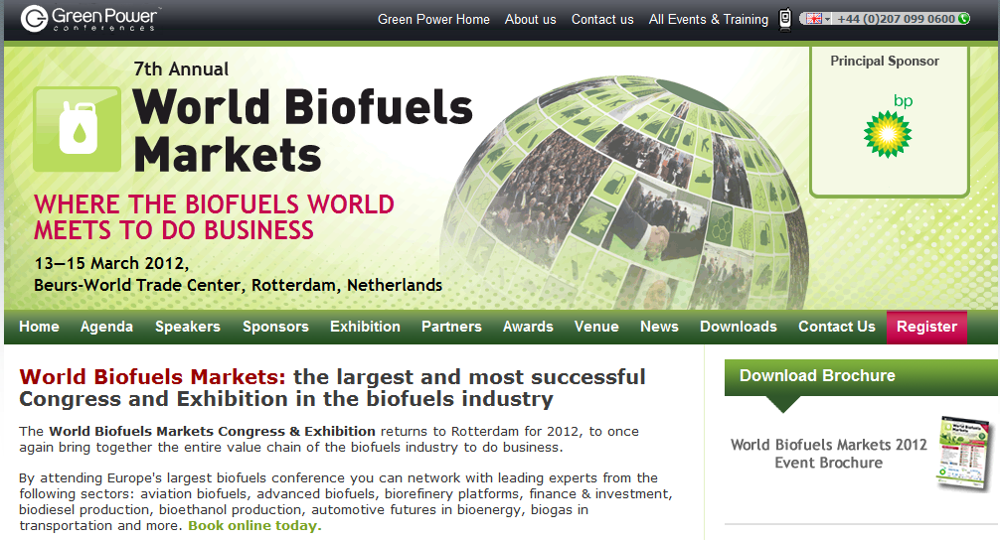 GreenPower™
conferences
Green Power Home About us Contact us All Events & Training +44 (0)207 099 0600
7th Annual
World Biofuels
Markets
WHERE THE BIOFUELS WORLD
MEETS TO DO BUSINESS
13—15 March 2012,
Beurs-World Trade Center, Rotterdam, Netherlands
Principal Sponsor
bp
Home Agenda Speakers Sponsors Exhibition Partners Awards Venue News Downloads Contact Us Register
World Biofuels Markets: the largest and most successful
Congress and Exhibition in the biofuels industry
The World Biofuels Markets Congress & Exhibition returns to Rotterdam for 2012, to once
again bring together the entire value chain of the biofuels industry to do business.
By attending Europe's largest biofuels conference you can network with leading experts from the
following sectors: aviation biofuels, advanced biofuels, biorefinery platforms, finance & investment,
biodiesel production, bioethanol production, automotive futures in bioenergy, biogas in
transportation and more. Book online today.
Download Brochure
World Biofuels Markets 2012
Event Brochure